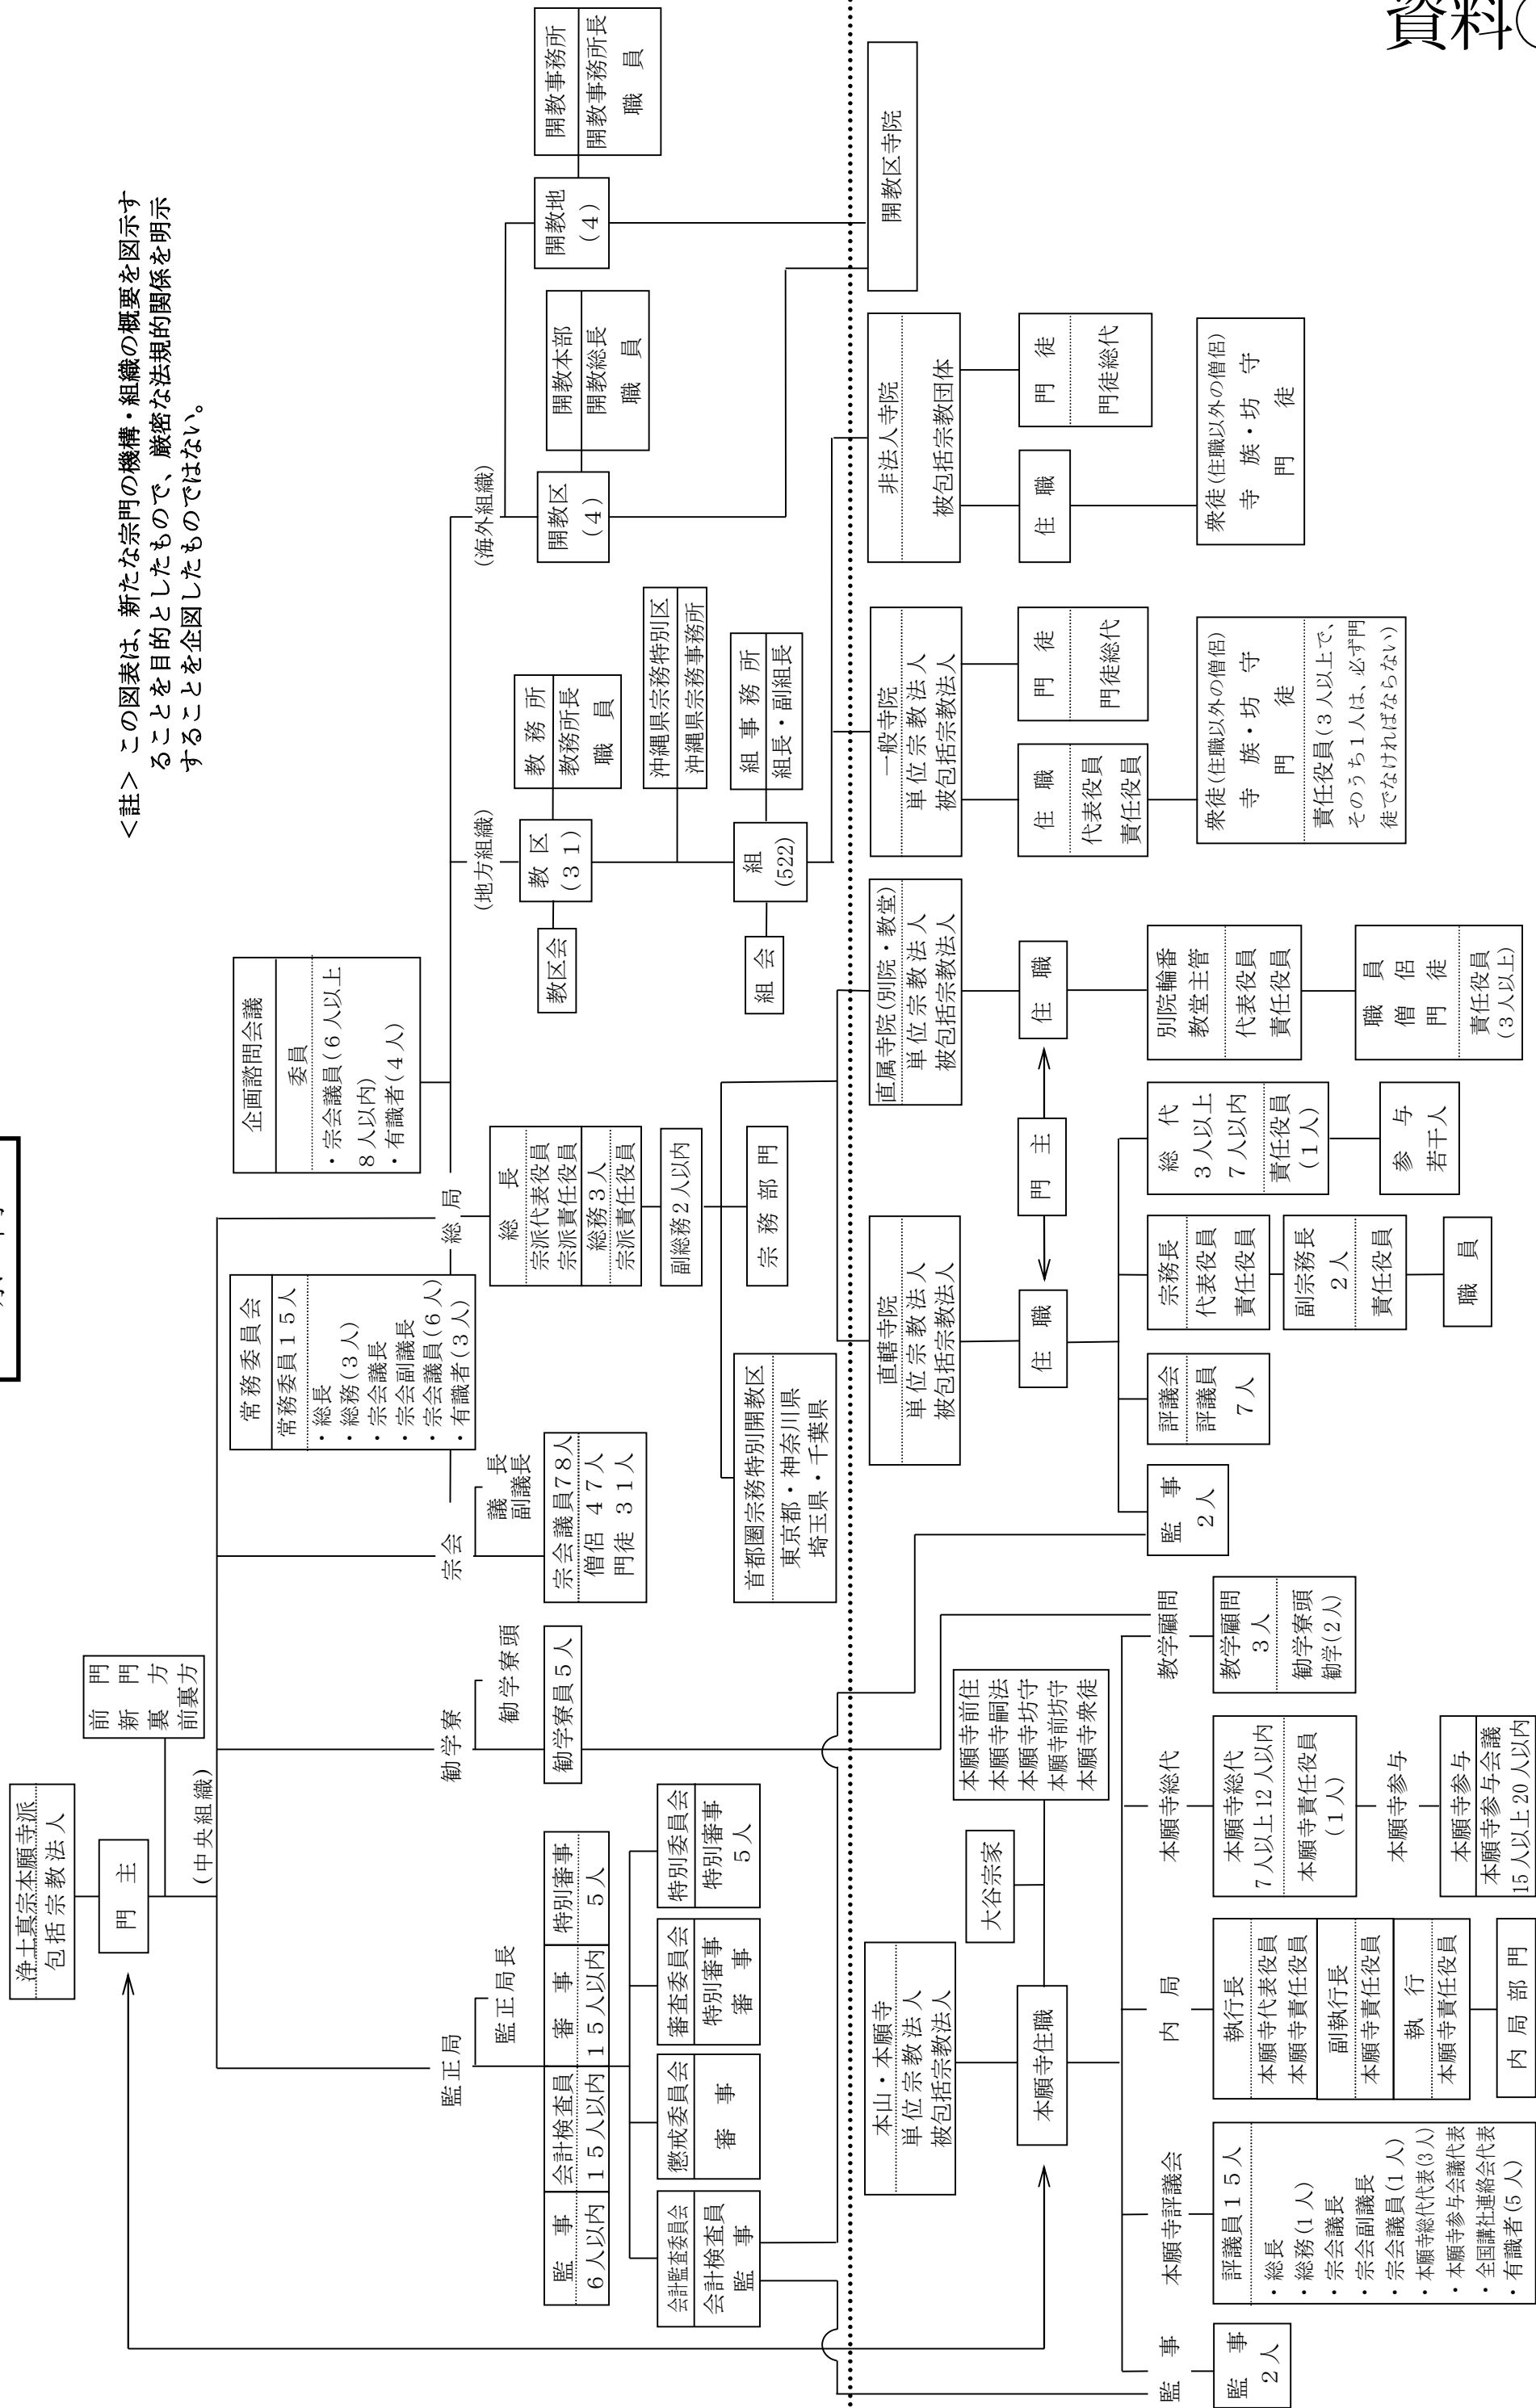 資料
＜註＞ この図表は、新たな宗門の機構・組織の概要を図示す
ることを目的としたもので、厳密な法規的関係を明示
することを企図したものではない。
浄土真宗本願寺派
包括宗教法人
門 主
前 門
新 門
裏 方
前裏方
(中央組織)
監正局
監正局長
監 事
6人以内
会計検査員
15人以内
審 事
15人以内
特別審事
5人
会計監査委員会
会計検査員
監 事
懲戒委員会
審 事
審査委員会
特別審事
審 事
特別委員会
特別審事
5人
勧学寮
勧学寮頭
勧学寮員5人
宗会
議 長
副議長
宗会議員78人
僧侶 47人
門徒 31人
常務委員会
常務委員15人
・総長
・総務(3人)
・宗会議長
・宗会副議長
・宗会議員(6人)
・有識者(3人)
総局
総 長
宗派代表役員
宗派責任役員
総務3人
宗派責任役員
副総務2人以内
宗務部門
首都圏宗務特別開教区
東京都・神奈川県
埼玉県・千葉県
企画諮問会議
委員
・宗会議員(6人以上
8人以内)
・有識者(4人)
(地方組織)
教区会
教 区
(31)
教 務 所
教務所長
職 員
沖縄県宗務特別区
沖縄県宗務事務所
組 会
組
(522)
組 事 務 所
組長・副組長
(海外組織)
開教区
(4)
開教本部
開教総長
職 員
開教地
(4)
開教事務所
開教事務所長
職 員
本山・本願寺
単位宗教法人
被包括宗教法人
本願寺住職
大谷宗家
本願寺前住
本願寺嗣法
本願寺坊守
本願寺前坊守
本願寺衆徒
監 事
監 事
2人
本願寺評議会
評議員15人
・総長
・総務(1人)
・宗会議長
・宗会副議長
・宗会議員(1人)
・本願寺総代代表(3人)
・本願寺参与会議代表
・全国講社連絡会代表
・有識者(5人)
内 局
執行長
本願寺代表役員
本願寺責任役員
副執行長
本願寺責任役員
執 行
本願寺責任役員
内局部門
本願寺総代
本願寺総代
7人以上12人以内
本願寺責任役員
(1人)
本願寺参与
本願寺参与
本願寺参与会議
15人以上20人以内
教学顧問
教学顧問
3人
勧学寮頭
勧学(2人)
直轄寺院
単位宗教法人
被包括宗教法人
住 職
門 主
監 事
2人
評議会
評議員
7人
宗務長
代表役員
責任役員
副宗務長
2人
責任役員
職 員
総 代
3人以上
7人以内
責任役員
(1人)
参 与
若干人
直属寺院(別院・教堂)
単位宗教法人
被包括宗教法人
住 職
別院輪番
教堂主管
代表役員
責任役員
職 員
僧 侶
門 徒
責任役員
(3人以上)
一般寺院
単位宗教法人
被包括宗教法人
住 職
代表役員
責任役員
門 徒
門徒総代
衆徒(住職以外の僧侶)
寺 族・坊 守
門 徒
責任役員(3人以上で、
そのうち1人は、必ず門
徒でなければならない)
非法人寺院
被包括宗教団体
住 職
門 徒
門徒総代
衆徒(住職以外の僧侶)
寺 族・坊 守
門 徒
開教区寺院